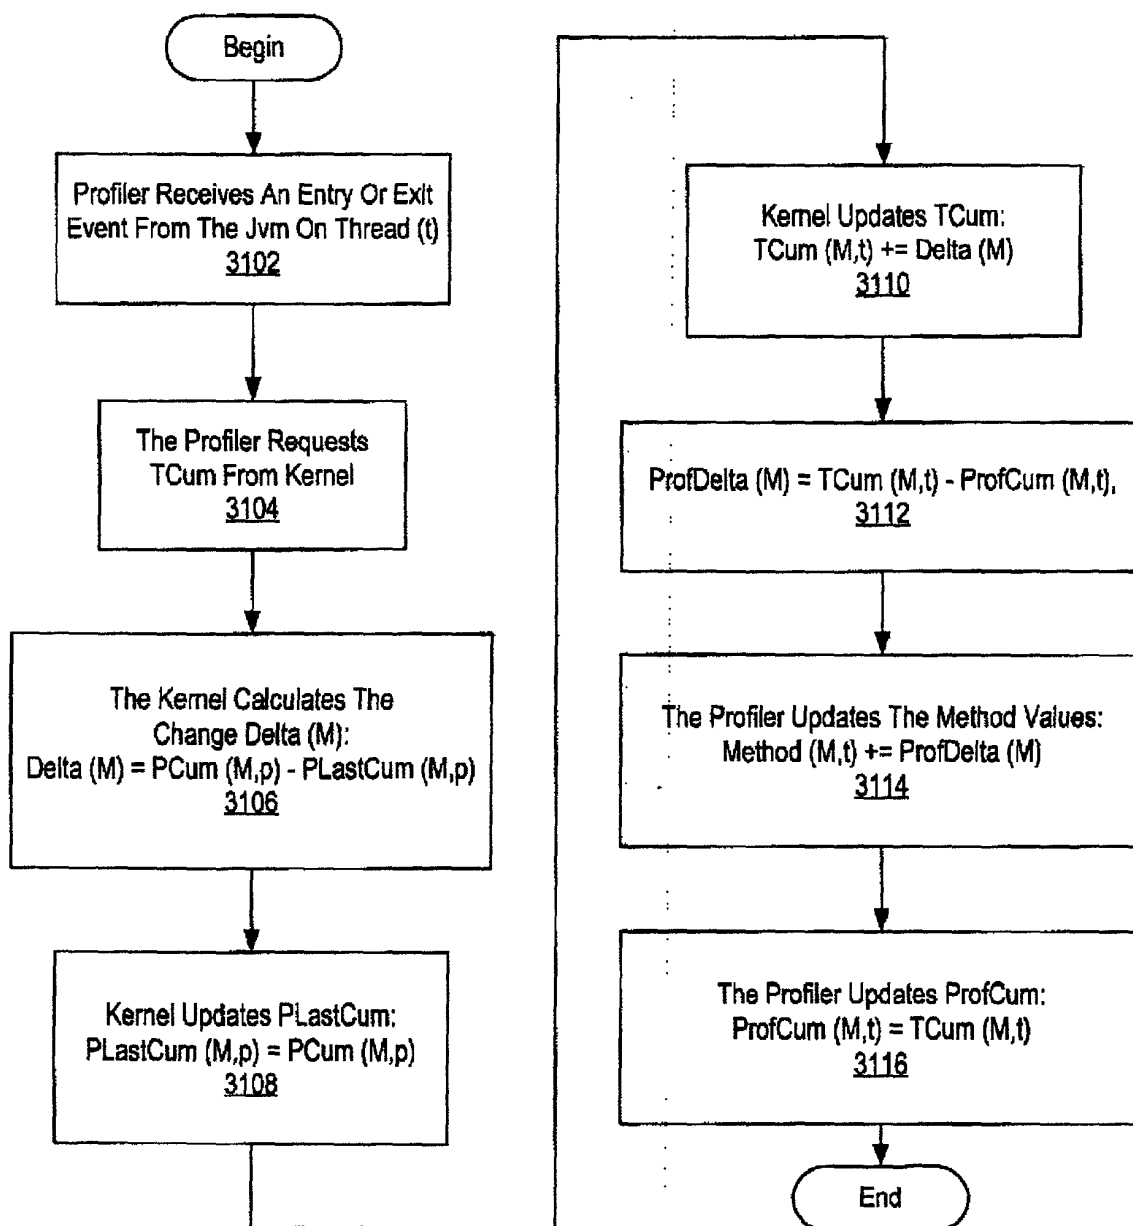 Begin
Profiler Receives An Entry Or Exit
Event From The Jvm On Thread (t)
3102
The Profiler Requests
TCum From Kernel
3104
The Kernel Calculates The
Change Delta (M):
Delta (M) = PCum (M,p) - PLastCum (M,p)
3106
Kernel Updates PLastCum:
PLastCum (M,p) = PCum (M,p)
3108
Kernel Updates TCum:
TCum (M,t) += Delta (M)
3110
ProfDelta (M) = TCum (M,t) - ProfCum (M,t),
3112
The Profiler Updates The Method Values:
Method (M,t) += ProfDelta (M)
3114
The Profiler Updates ProfCum:
ProfCum (M,t) = TCum (M,t)
3116
End